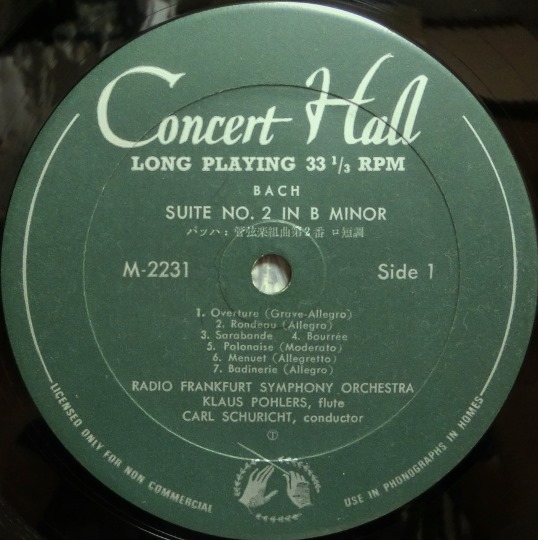 Concert Hall
LONG PLAYING 33 1/3 RPM
BACH
SUITE NO. 2 IN B MINOR
バッハ：管弦楽組曲第2番 ロ短調
M-2231 Side 1
1. Overture (Grave-Allegro)
2. Rondeau (Allegro)
3. Sarabande 4. Bourrée
5. Polonaise (Moderato)
6. Menuet (Allegretto)
7. Badinerie (Allegro)
RADIO FRANKFURT SYMPHONY ORCHESTRA
KLAUS POHLERS, flute
CARL SCHURICHT, conductor
LICENSED ONLY FOR NON COMMERCIAL
USE IN PHONOGRAPHS IN HOMES